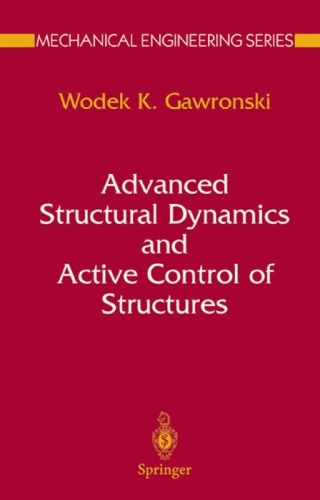 MECHANICAL ENGINEERING SERIES
Wodek K. Gawronski
Advanced
Structural Dynamics
and
Active Control of
Structures
Springer